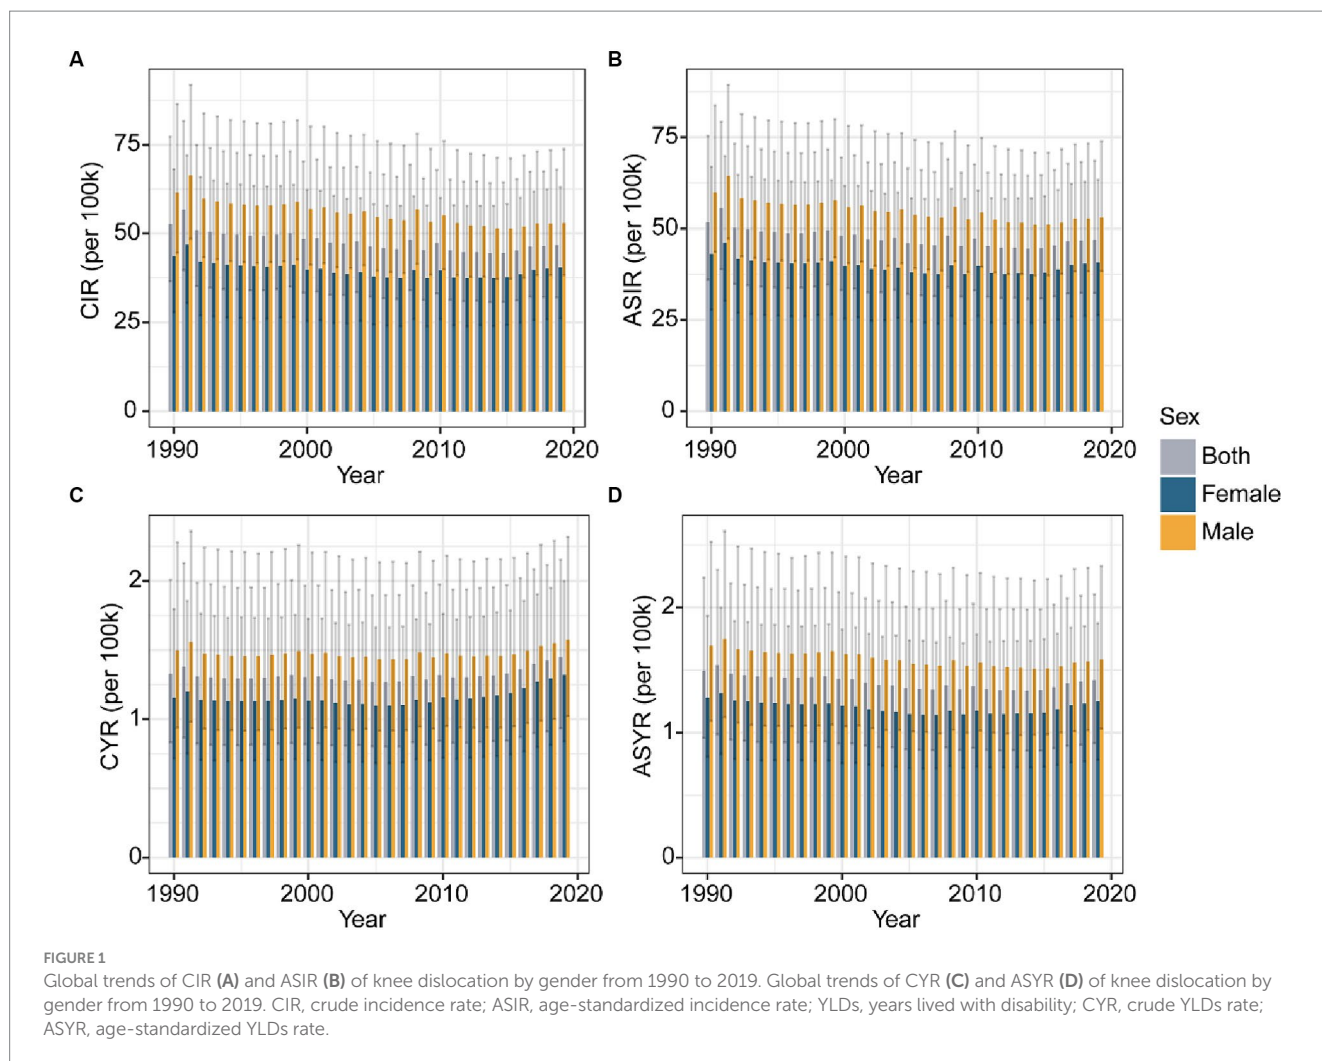 A
CIR (per 100k)
75
50
25
0
1990 2000 2010 2020
Year
B
ASIR (per 100k)
75
50
25
0
1990 2000 2010 2020
Year
C
CYR (per 100k)
2
1
0
1990 2000 2010 2020
Year
D
ASYR (per 100k)
2
1
0
1990 2000 2010 2020
Year
Sex
Both
Female
Male
FIGURE 1
Global trends of CIR (A) and ASIR (B) of knee dislocation by gender from 1990 to 2019. Global trends of CYR (C) and ASYR (D) of knee dislocation by
gender from 1990 to 2019. CIR, crude incidence rate; ASIR, age-standardized incidence rate; YLDs, years lived with disability; CYR, crude YLDs rate;
ASYR, age-standardized YLDs rate.